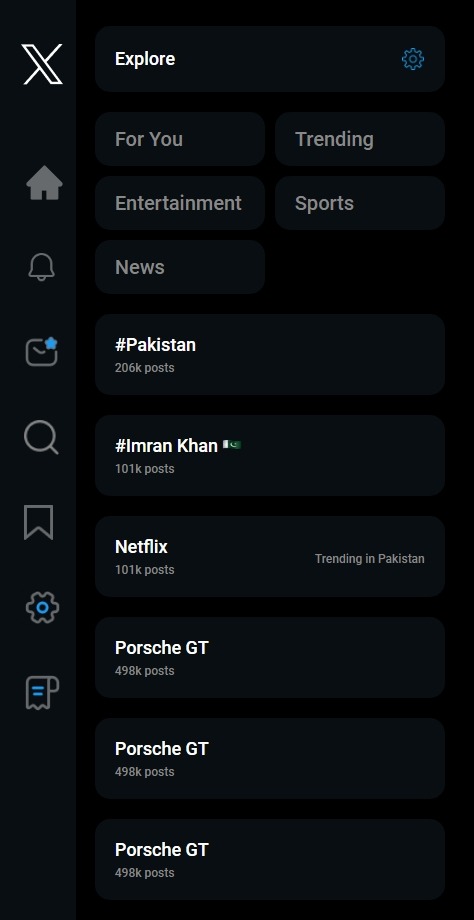 Explore
For You
Trending
Entertainment
Sports
News
#Pakistan
206k posts
#Imran Khan 🇵🇰
101k posts
Netflix
101k posts
Trending in Pakistan
Porsche GT
498k posts
Porsche GT
498k posts
Porsche GT
498k posts